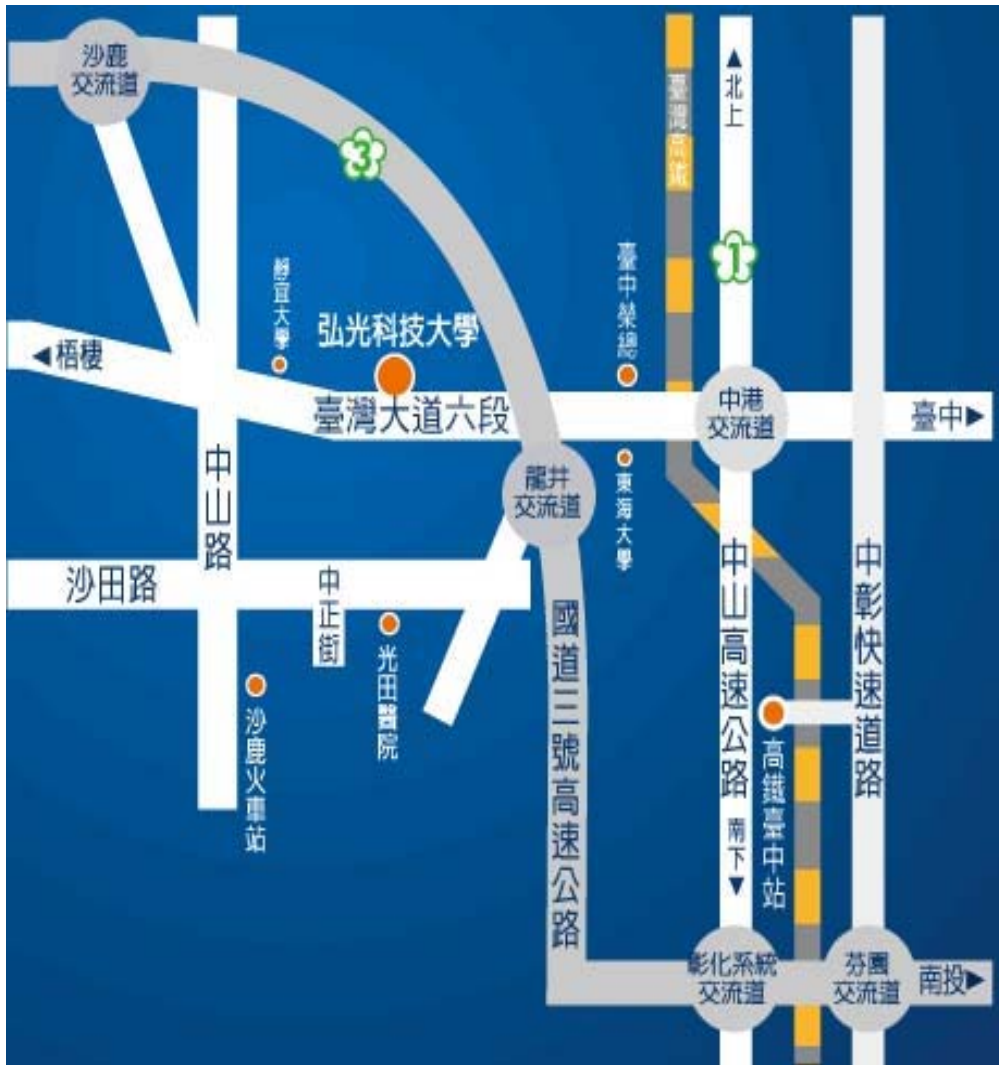 沙鹿
交流道
臺灣高鐵
北上
3
1
靜宜大學
弘光科技大學
臺中榮總
梧棲
臺灣大道六段
中港
交流道
臺中
中山路
龍井
交流道
東海大學
沙田路
中正街
光田醫院
沙鹿火車站
國道三號高速公路
中山高速公路
中彰快速道路
高鐵臺中站
南下
彰化系統
交流道
芬園
交流道
南投